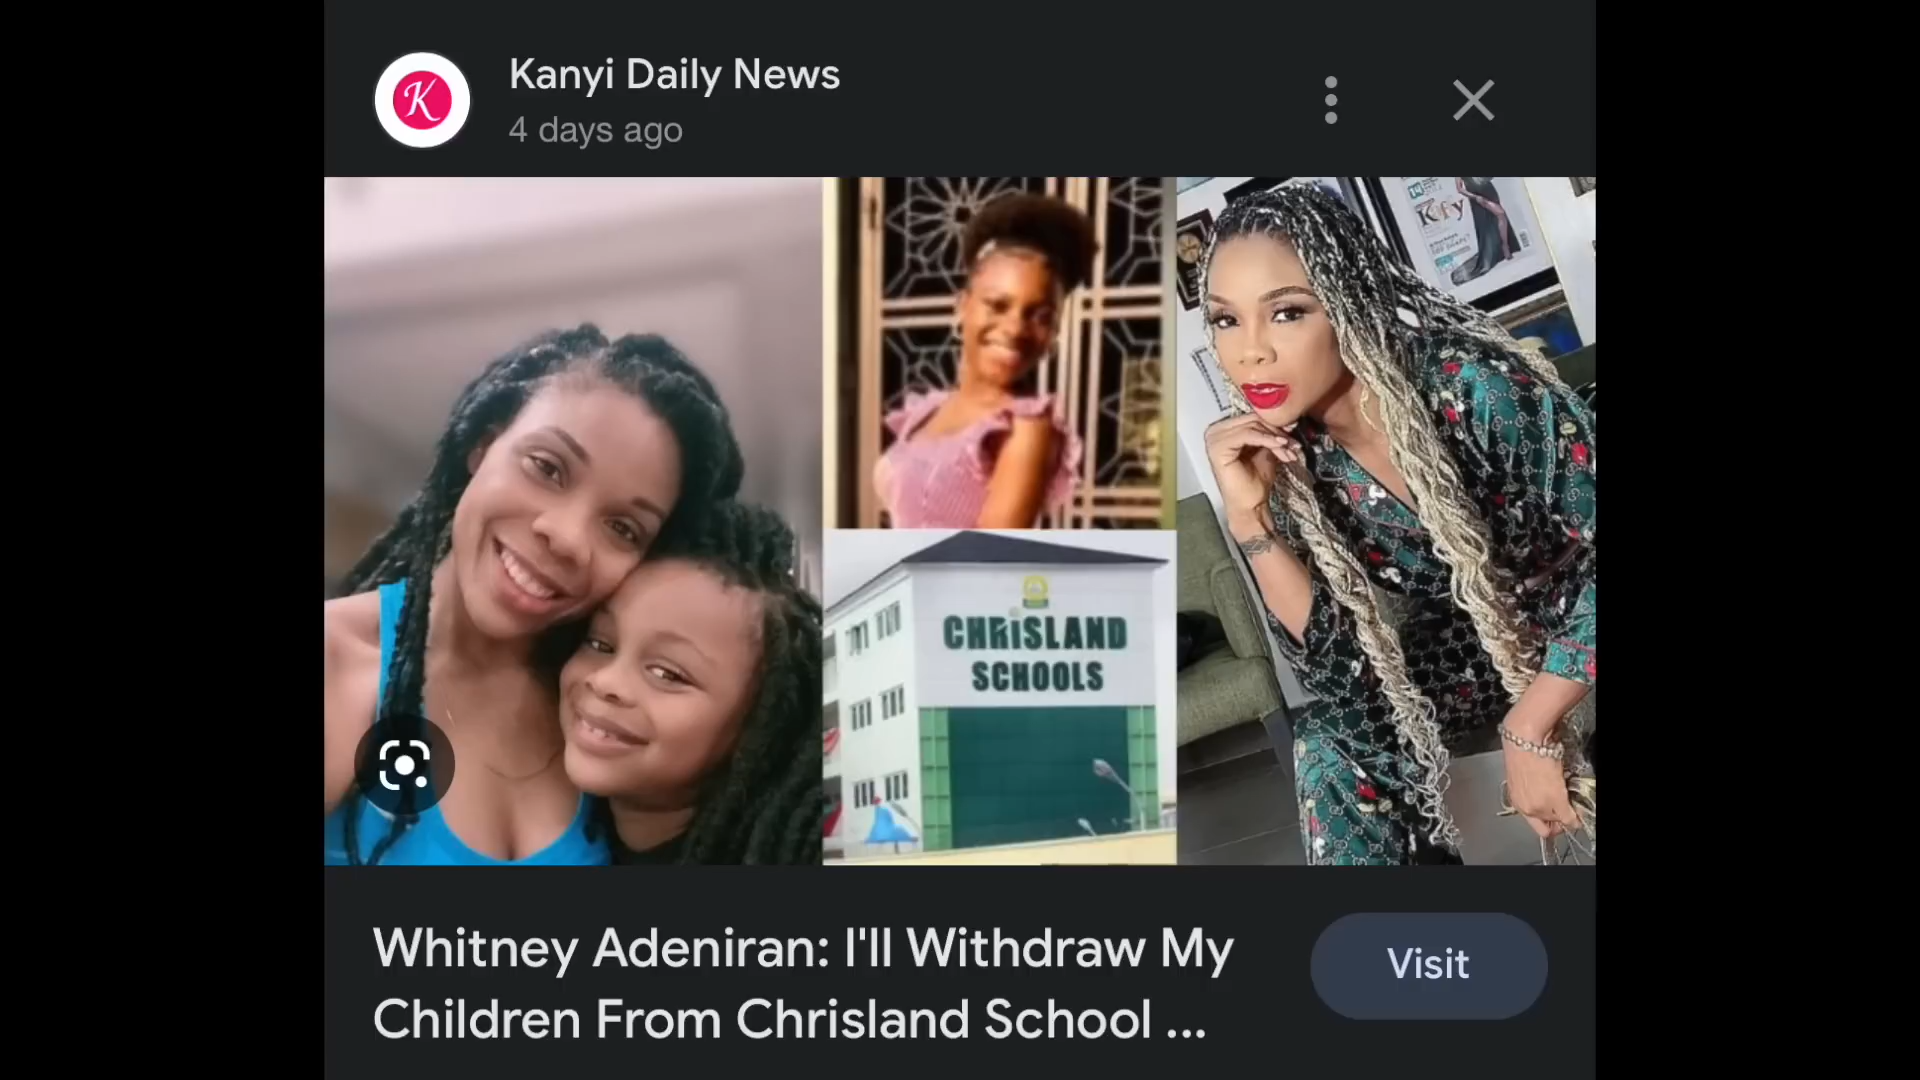 Kanyi Daily News
4 days ago
K
CHRiSLAND
SCHOOLS
Whitney Adeniran: I'll Withdraw My
Children From Chrisland School ...
Visit